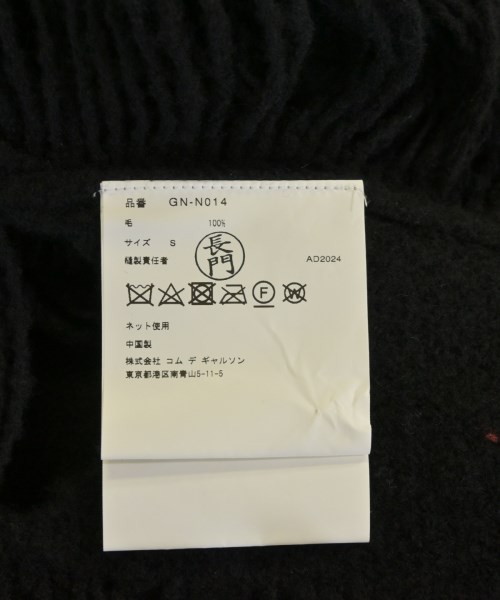 品番 GN-N014
毛 100%
サイズ S
縫製責任者 長門 AD2024
F W
ネット使用
中国製
株式会社 コム デ ギャルソン
東京都港区南青山5-11-5